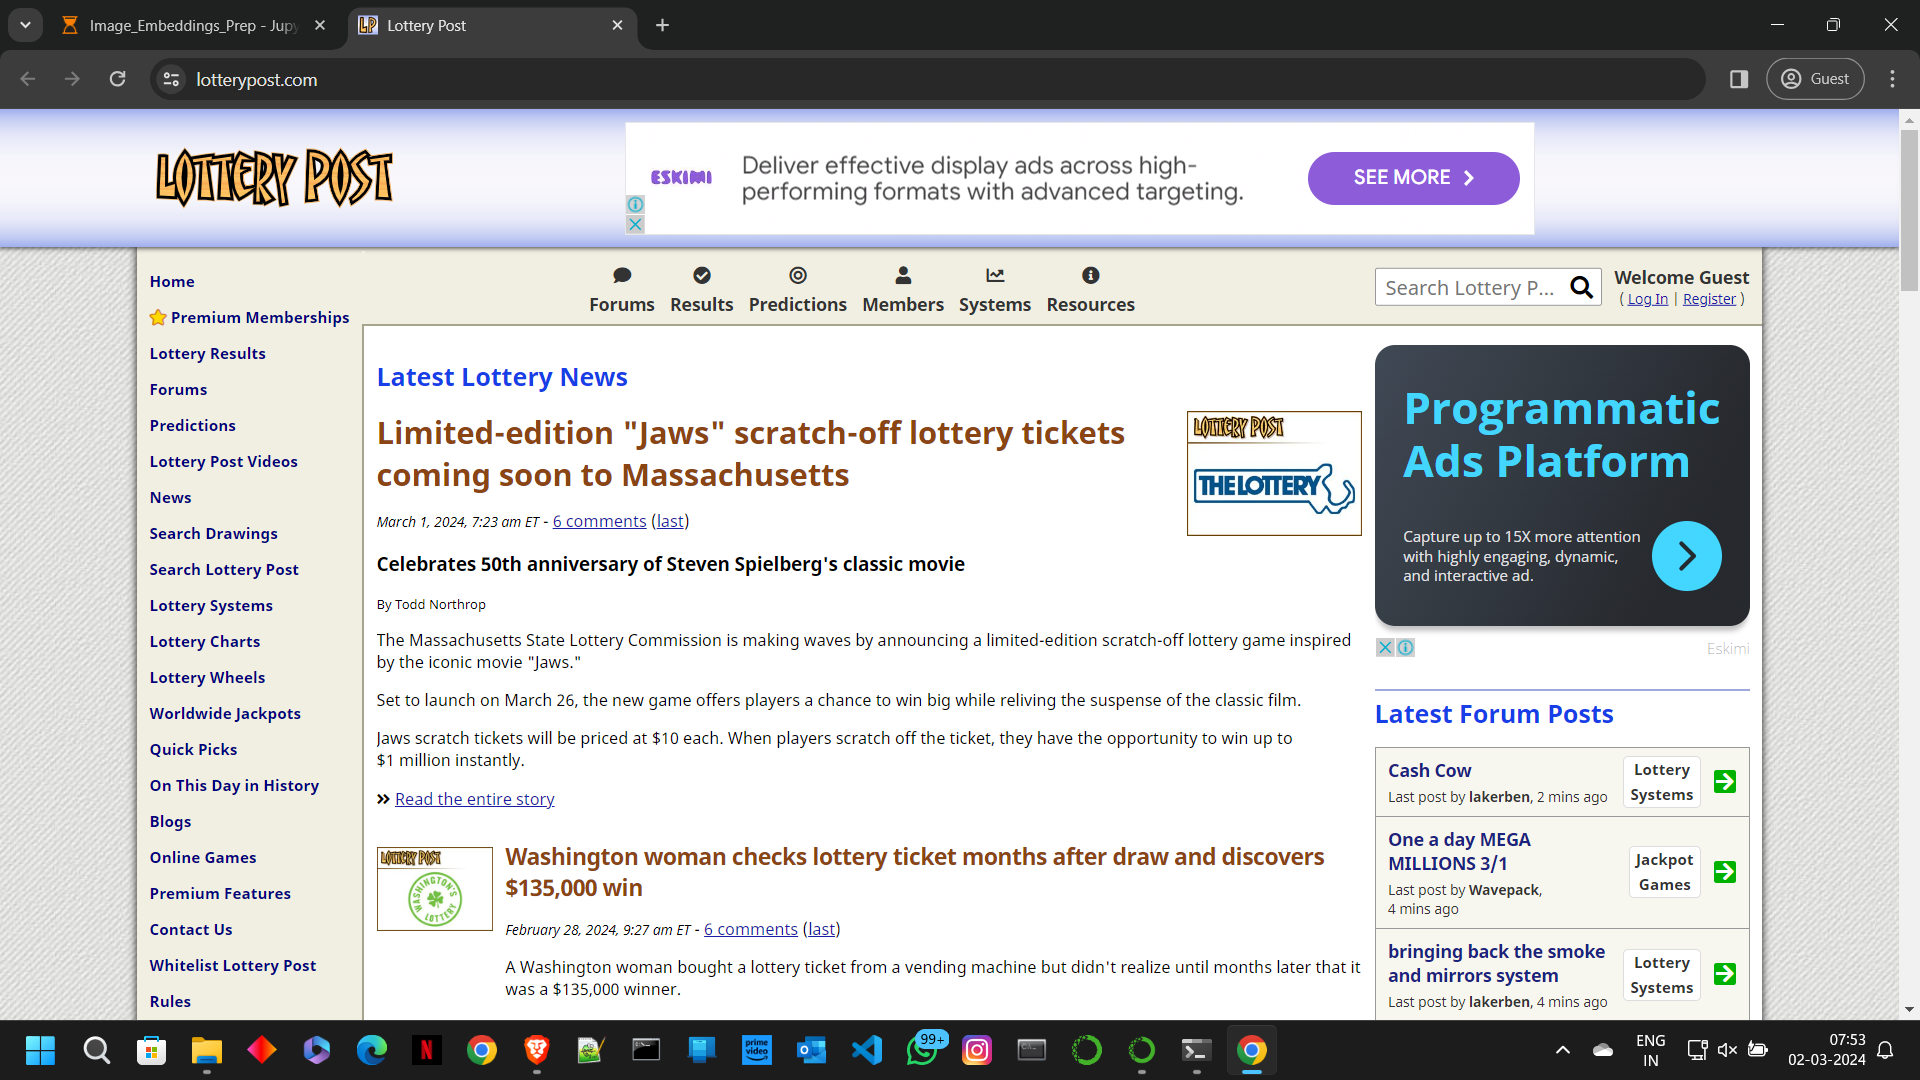 Image_Embeddings_Prep - Jupy
Lottery Post
lotterypost.com
Guest
LOTTERY POST
ESKIMI
Deliver effective display ads across high-
performing formats with advanced targeting.
SEE MORE
Home
Premium Memberships
Lottery Results
Forums
Predictions
Lottery Post Videos
News
Search Drawings
Search Lottery Post
Lottery Systems
Lottery Charts
Lottery Wheels
Worldwide Jackpots
Quick Picks
On This Day in History
Blogs
Online Games
Premium Features
Contact Us
Whitelist Lottery Post
Rules
Forums Results Predictions Members Systems Resources
Search Lottery P...
Welcome Guest
( Log In | Register )
Latest Lottery News
Limited-edition "Jaws" scratch-off lottery tickets
coming soon to Massachusetts
LOTTERY POST
THE LOTTERY
March 1, 2024, 7:23 am ET - 6 comments (last)
Celebrates 50th anniversary of Steven Spielberg's classic movie
By Todd Northrop
The Massachusetts State Lottery Commission is making waves by announcing a limited-edition scratch-off lottery game inspired
by the iconic movie "Jaws."
Set to launch on March 26, the new game offers players a chance to win big while reliving the suspense of the classic film.
Jaws scratch tickets will be priced at $10 each. When players scratch off the ticket, they have the opportunity to win up to
$1 million instantly.
Read the entire story
LOTTERY POST
WASHINGTON'S LOTTERY
Washington woman checks lottery ticket months after draw and discovers
$135,000 win
February 28, 2024, 9:27 am ET - 6 comments (last)
A Washington woman bought a lottery ticket from a vending machine but didn't realize until months later that it
was a $135,000 winner.
Programmatic
Ads Platform
Capture up to 15X more attention
with highly engaging, dynamic,
and interactive ad.
Eskimi
Latest Forum Posts
Cash Cow
Last post by lakerben, 2 mins ago
Lottery
Systems
One a day MEGA
MILLIONS 3/1
Last post by Wavepack,
4 mins ago
Jackpot
Games
bringing back the smoke
and mirrors system
Last post by lakerben, 4 mins ago
Lottery
Systems
prime
video
99+
ENG
IN
07:53
02-03-2024